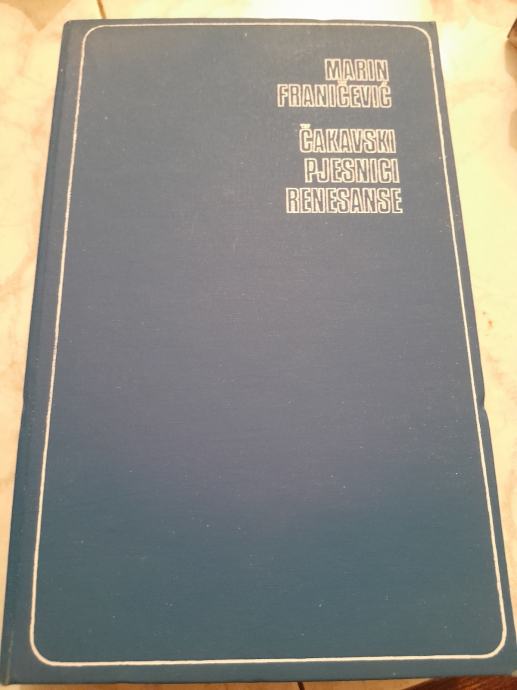 MARIN
FRANIČEVIĆ
ČAKAVSKI
PJESNICI
RENESANSE